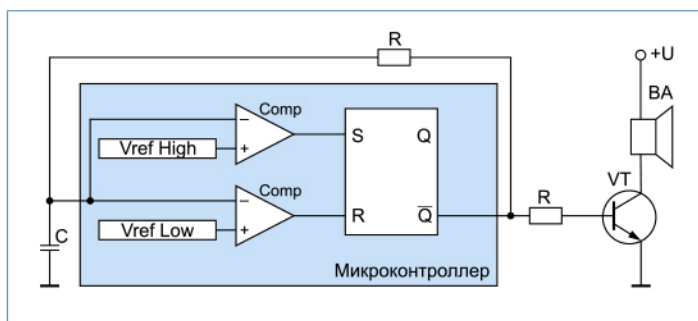 R
+U
BA
Comp
−
+
Vref High
S
Q
VT
Comp
−
+
Vref Low
R
Q̅
R
C
Микроконтроллер